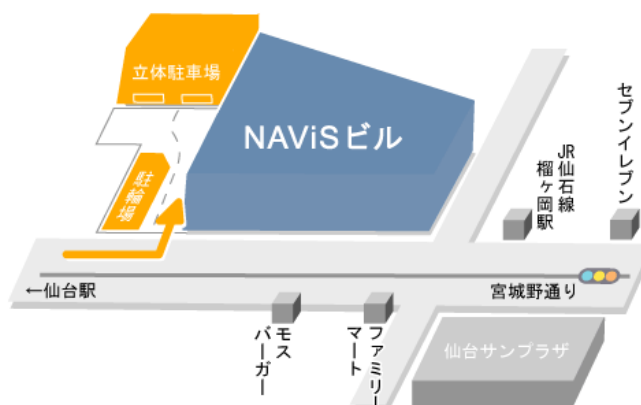 立体駐車場
NAViSビル
駐輪場
セブンイレブン
JR仙石線
榴ヶ岡駅
←仙台駅
宮城野通り
モス
バーガー
ファミリー
マート
仙台サンプラザ